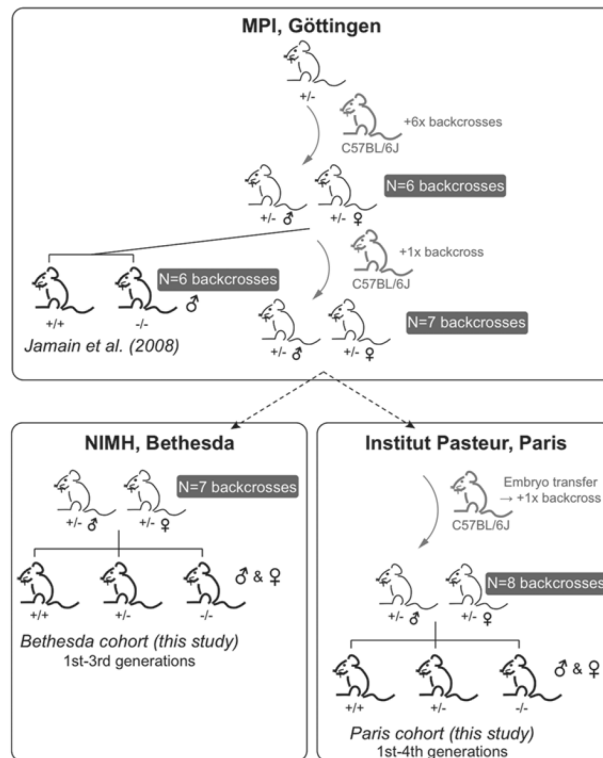 MPI, Göttingen
+/-
+6x backcrosses
C57BL/6J
N=6 backcrosses
+/- ♂ +/- ♀
+1x backcross
C57BL/6J
N=6 backcrosses
+/+ -/- ♂
Jamain et al. (2008)
N=7 backcrosses
+/- ♂ +/- ♀
NIMH, Bethesda
N=7 backcrosses
+/- ♂ +/- ♀
♂ & ♀
+/+ +/- -/-
Bethesda cohort (this study)
1st-3rd generations
Institut Pasteur, Paris
Embryo transfer
→ +1x backcross
C57BL/6J
N=8 backcrosses
+/- ♂ +/- ♀
♂ & ♀
+/+ +/- -/-
Paris cohort (this study)
1st-4th generations